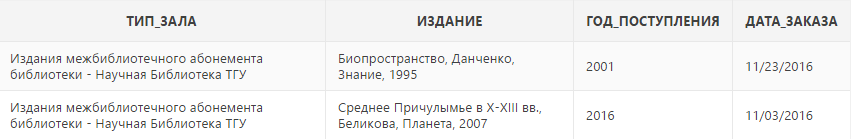 ТИП_ЗАЛА ИЗДАНИЕ ГОД_ПОСТУПЛЕНИЯ ДАТА_ЗАКАЗА
Издания межбиблиотечного абонемента Биопространство, Данченко, 2001 11/23/2016
библиотеки - Научная Библиотека ТГУ Знание, 1995
Издания межбиблиотечного абонемента Среднее Причулымье в X-XIII вв., 2016 11/03/2016
библиотеки - Научная Библиотека ТГУ Беликова, Планета, 2007